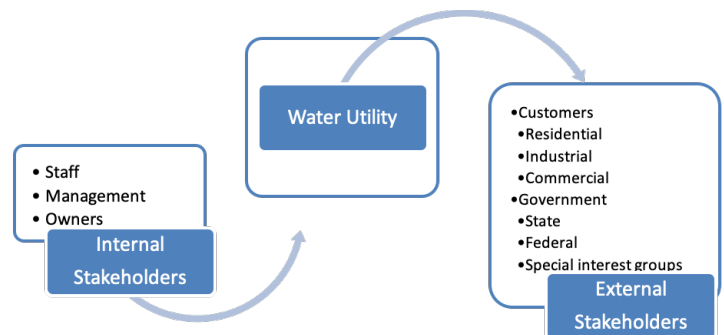 • Staff
• Management
• Owners
Internal
Stakeholders
Water Utility
•Customers
•Residential
•Industrial
•Commercial
•Government
•State
•Federal
•Special interest groups
External
Stakeholders